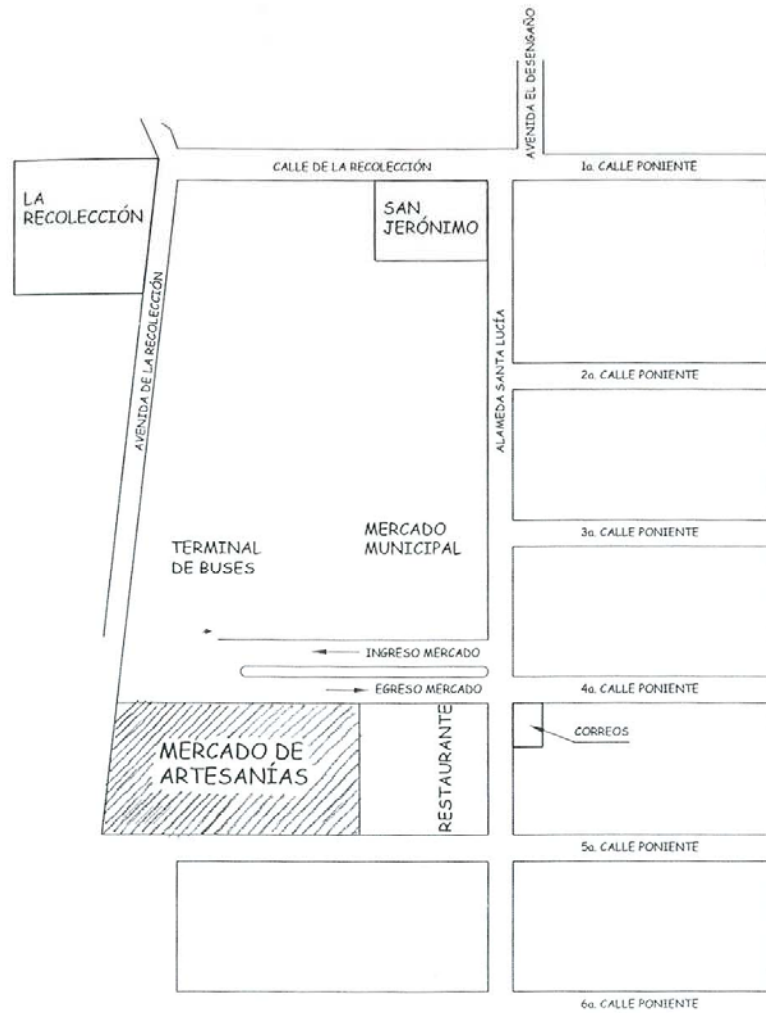 AVENIDA EL DESENGAÑO
CALLE DE LA RECOLECCIÓN
1a. CALLE PONIENTE
LA
RECOLECCIÓN
SAN
JERÓNIMO
AVENIDA DE LA RECOLECCIÓN
ALAMEDA SANTA LUCÍA
2a. CALLE PONIENTE
3a. CALLE PONIENTE
MERCADO
MUNICIPAL
TERMINAL
DE BUSES
INGRESO MERCADO
EGRESO MERCADO
4a. CALLE PONIENTE
CORREOS
MERCADO DE
ARTESANÍAS
RESTAURANTE
5a. CALLE PONIENTE
6a. CALLE PONIENTE